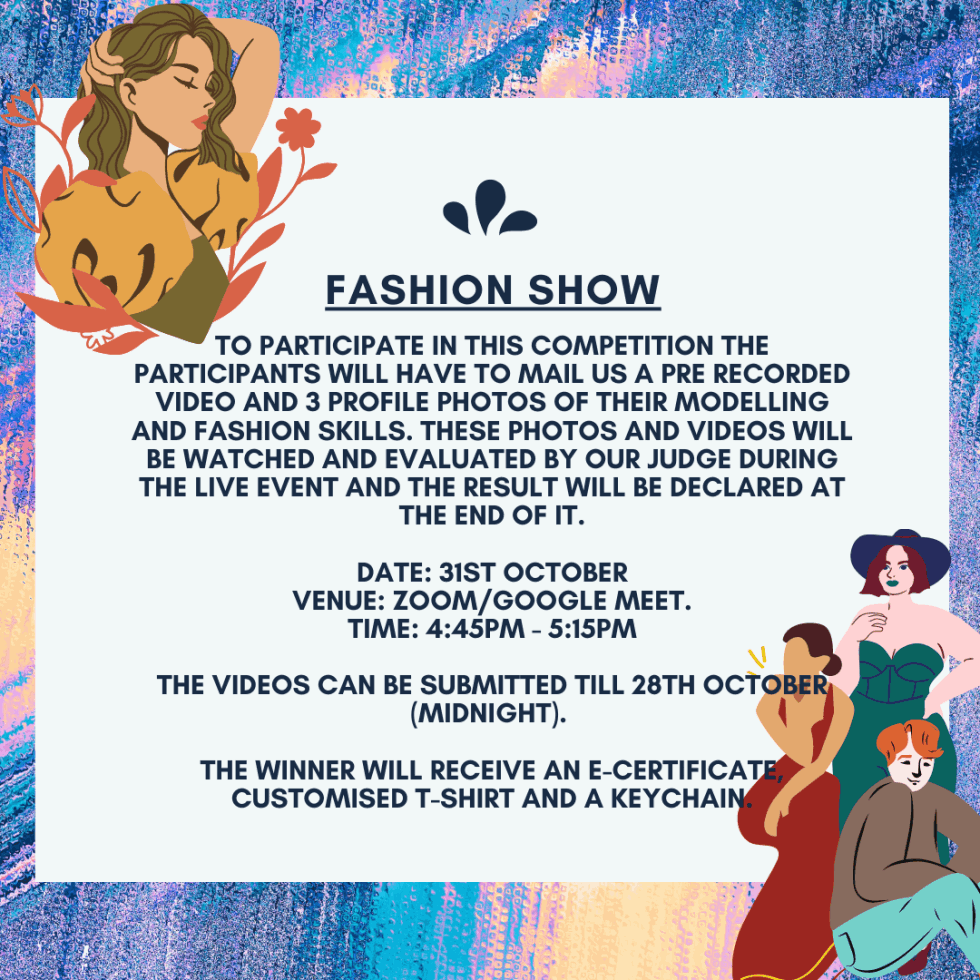 FASHION SHOW
TO PARTICIPATE IN THIS COMPETITION THE
PARTICIPANTS WILL HAVE TO MAIL US A PRE RECORDED
VIDEO AND 3 PROFILE PHOTOS OF THEIR MODELLING
AND FASHION SKILLS. THESE PHOTOS AND VIDEOS WILL
BE WATCHED AND EVALUATED BY OUR JUDGE DURING
THE LIVE EVENT AND THE RESULT WILL BE DECLARED AT
THE END OF IT.
DATE: 31ST OCTOBER
VENUE: ZOOM/GOOGLE MEET.
TIME: 4:45PM - 5:15PM
THE VIDEOS CAN BE SUBMITTED TILL 28TH OCTOBER
(MIDNIGHT).
THE WINNER WILL RECEIVE AN E-CERTIFICATE,
CUSTOMISED T-SHIRT AND A KEYCHAIN.